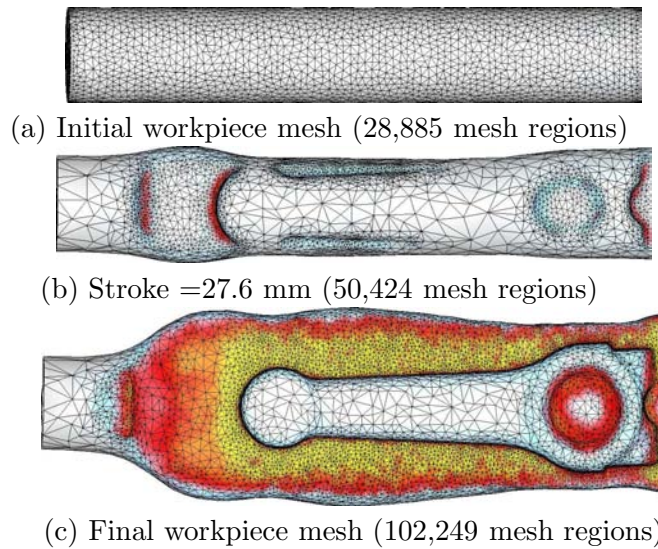 (a) Initial workpiece mesh (28,885 mesh regions)
(b) Stroke =27.6 mm (50,424 mesh regions)
(c) Final workpiece mesh (102,249 mesh regions)